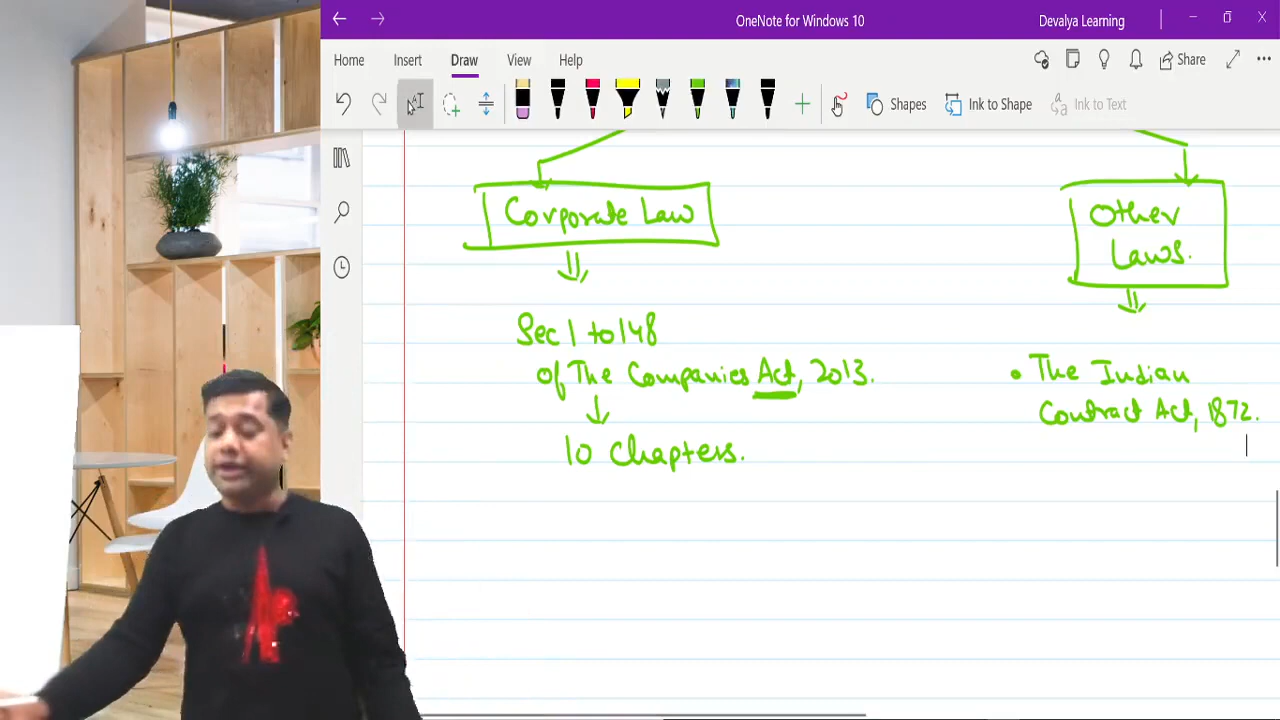 OneNote for Windows 10
Devalya Learning
Home
Insert
Draw
View
Help
Share
Shapes
Ink to Shape
Ink to Text
Corporate Law
Sec 1 to 148
of The Companies Act, 2013.
10 Chapters.
Other
Laws.
• The Indian
Contract Act, 1872.